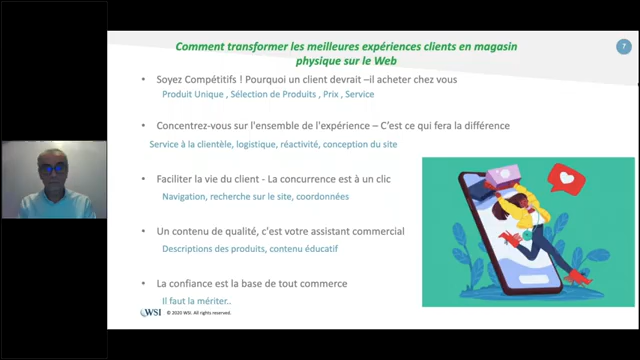 Comment transformer les meilleures expériences clients en magasin
physique sur le Web
7
• Soyez Compétitifs ! Pourquoi un client devrait –il acheter chez vous
Produit Unique , Sélection de Produits , Prix , Service
• Concentrez-vous sur l'ensemble de l'expérience – C'est ce qui fera la différence
Service à la clientèle, logistique, réactivité, conception du site
• Faciliter la vie du client - La concurrence est à un clic
Navigation, recherche sur le site, coordonnées
• Un contenu de qualité, c'est votre assistant commercial
Descriptions des produits, contenu éducatif
• La confiance est la base de tout commerce
Il faut la mériter..
WSI © 2020 WSI. All rights reserved.